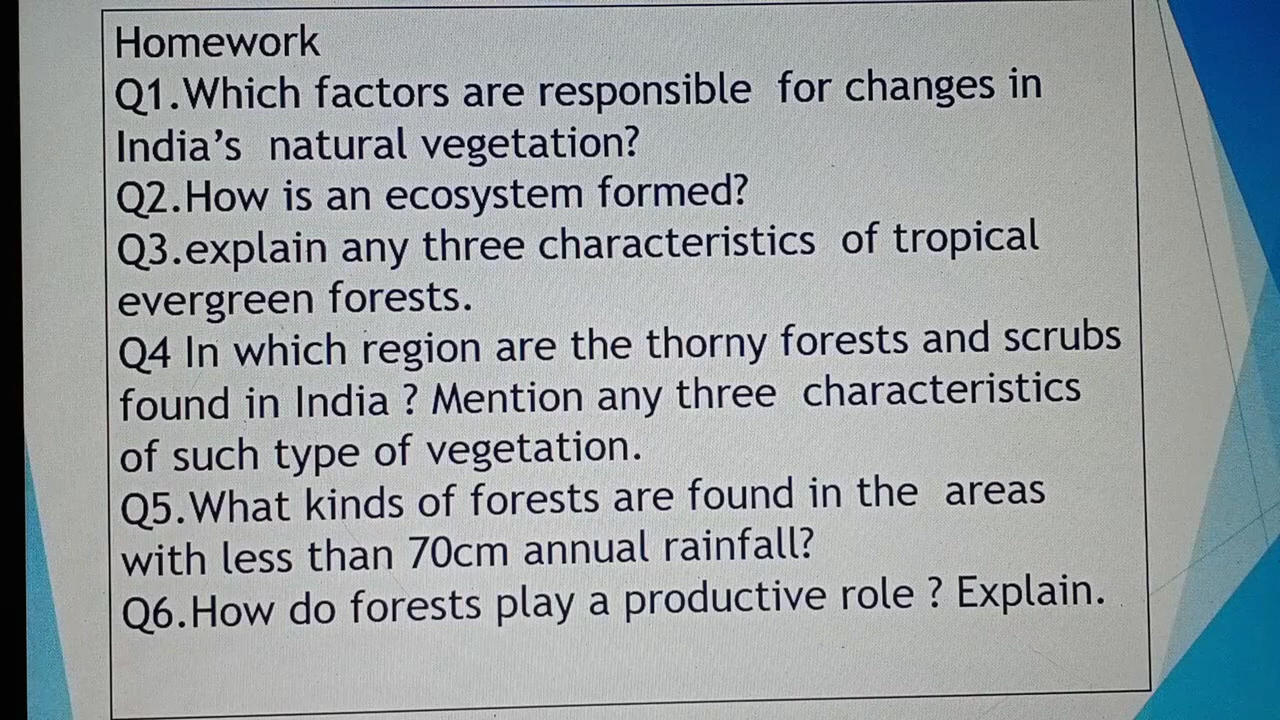 Homework
Q1.Which factors are responsible for changes in
India’s natural vegetation?
Q2.How is an ecosystem formed?
Q3.explain any three characteristics of tropical
evergreen forests.
Q4 In which region are the thorny forests and scrubs
found in India ? Mention any three characteristics
of such type of vegetation.
Q5.What kinds of forests are found in the areas
with less than 70cm annual rainfall?
Q6.How do forests play a productive role ? Explain.